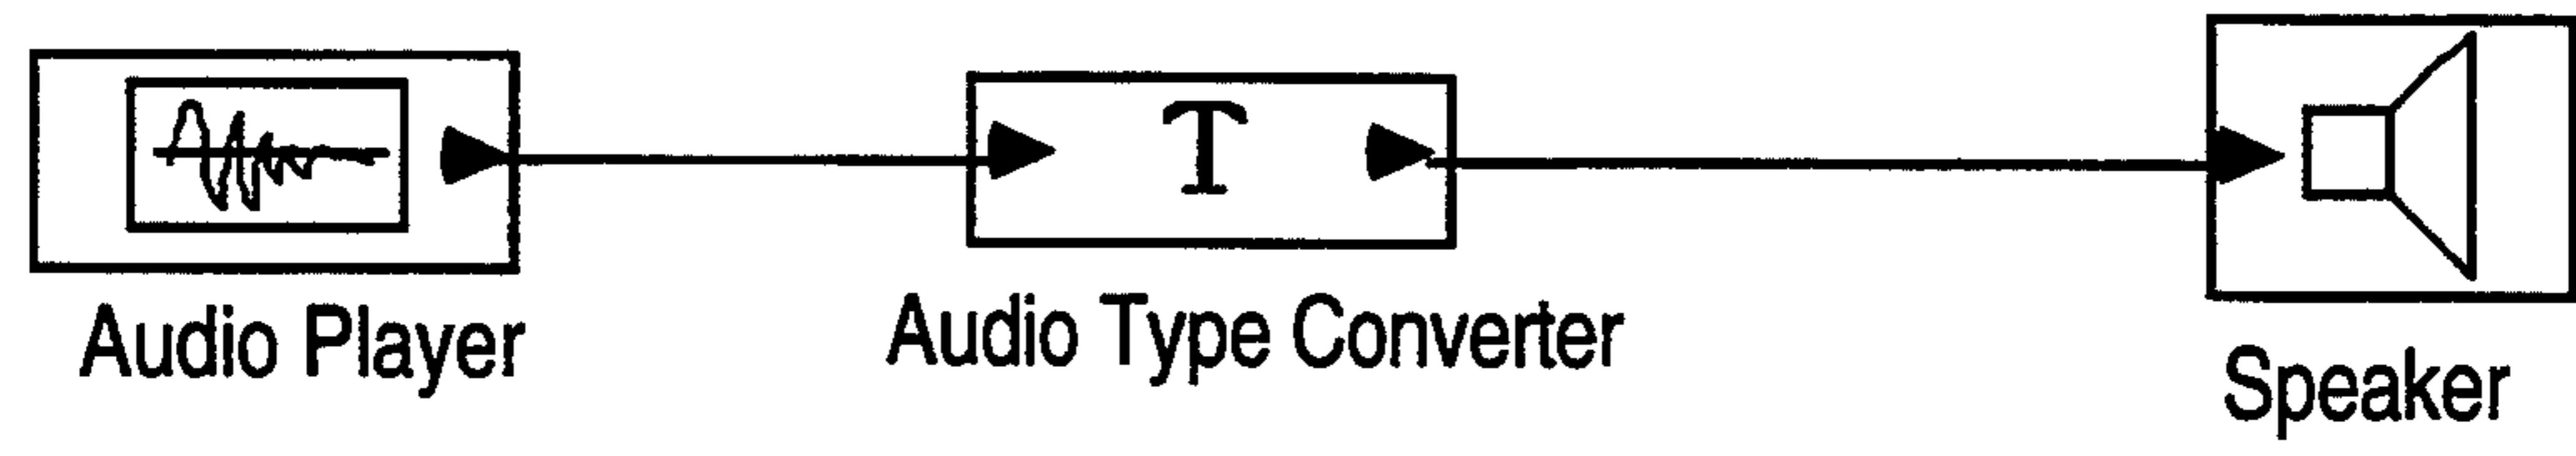 T
Audio Player
Audio Type Converter
Speaker